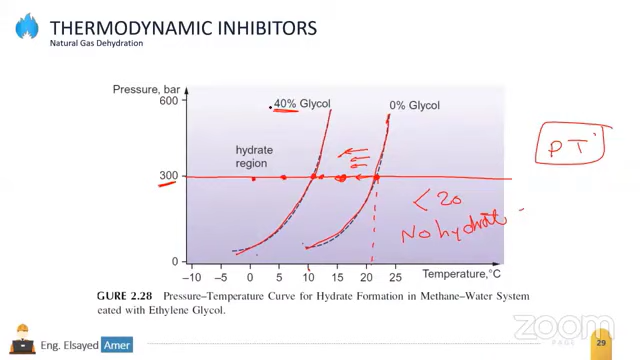 THERMODYNAMIC INHIBITORS
Natural Gas Dehydration
Pressure, bar
600
40% Glycol
0% Glycol
hydrate
region
PT
300
< 20
No hydrate
0
-10
-5
0
5
10
15
20
25
Temperature,°C
GURE 2.28 Pressure–Temperature Curve for Hydrate Formation in Methane–Water System
eated with Ethylene Glycol.
zoom
PAGE
29
Eng. Elsayed Amer